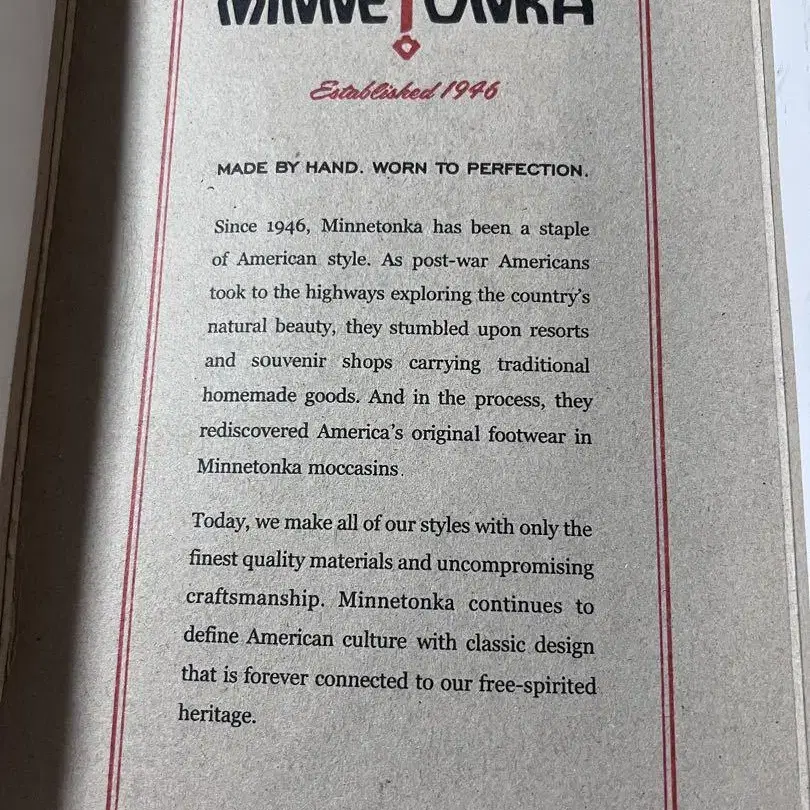 MINNETONKA
Established 1946
MADE BY HAND. WORN TO PERFECTION.
Since 1946, Minnetonka has been a staple
of American style. As post-war Americans
took to the highways exploring the country's
natural beauty, they stumbled upon resorts
and souvenir shops carrying traditional
homemade goods. And in the process, they
rediscovered America's original footwear in
Minnetonka moccasins.
Today, we make all of our styles with only the
finest quality materials and uncompromising
craftsmanship. Minnetonka continues to
define American culture with classic design
that is forever connected to our free-spirited
heritage.